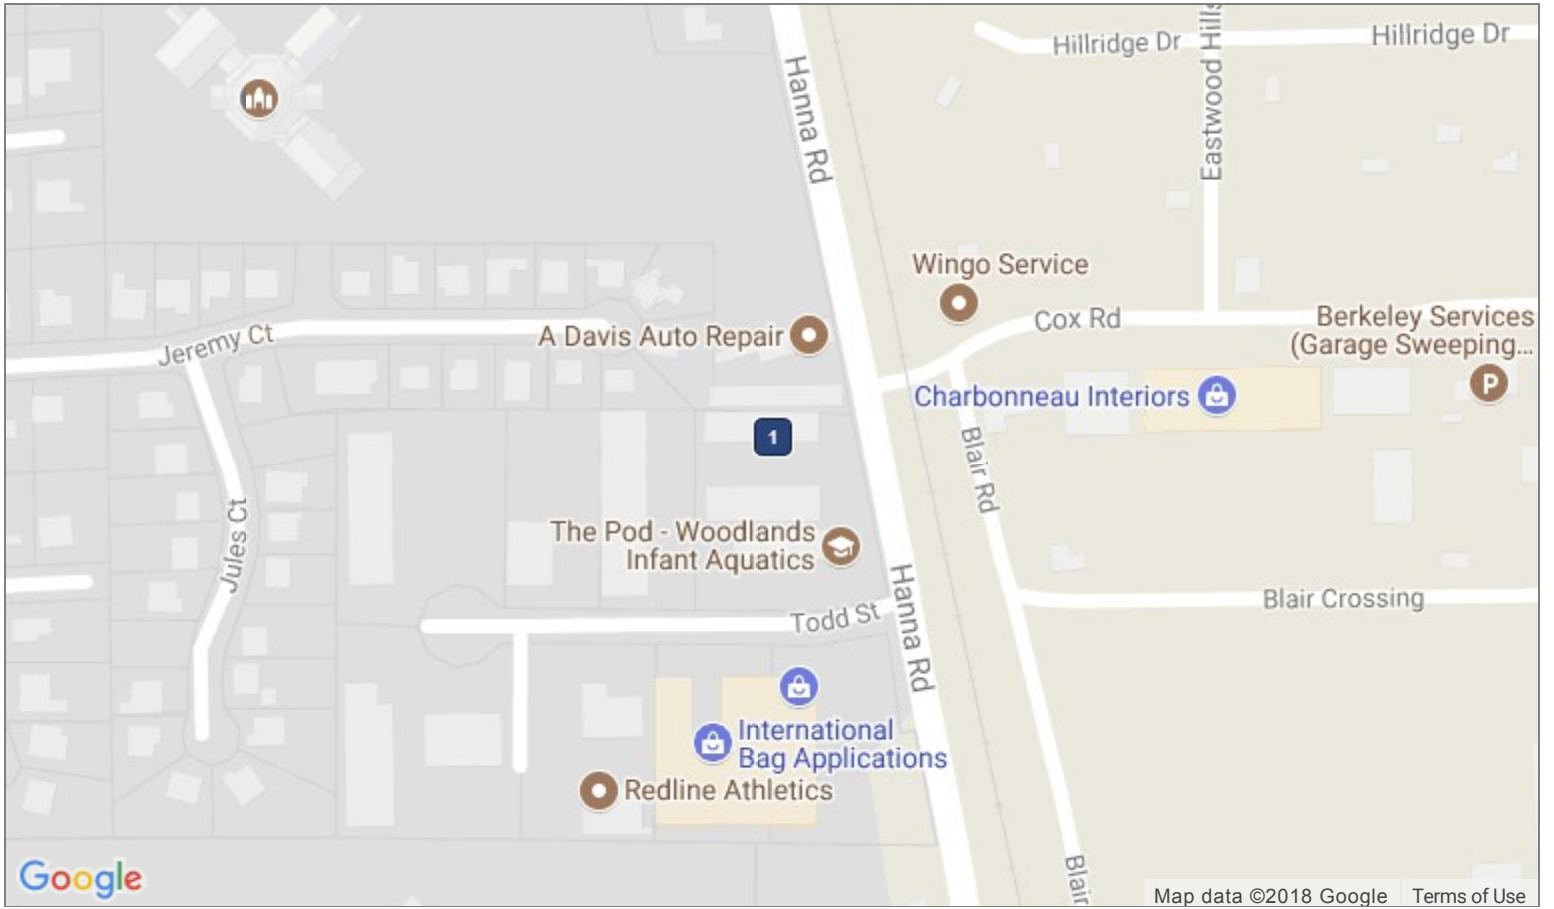 Hillridge Dr
Hillridge Dr
Eastwood Hills
Hanna Rd
Wingo Service
Cox Rd
Berkeley Services
(Garage Sweeping...
P
A Davis Auto Repair
Jeremy Ct
Charbonneau Interiors
1
Blair Rd
Jules Ct
The Pod - Woodlands
Infant Aquatics
Blair Crossing
Todd St
Hanna Rd
International
Bag Applications
Redline Athletics
Blair
Google
Map data ©2018 Google
Terms of Use